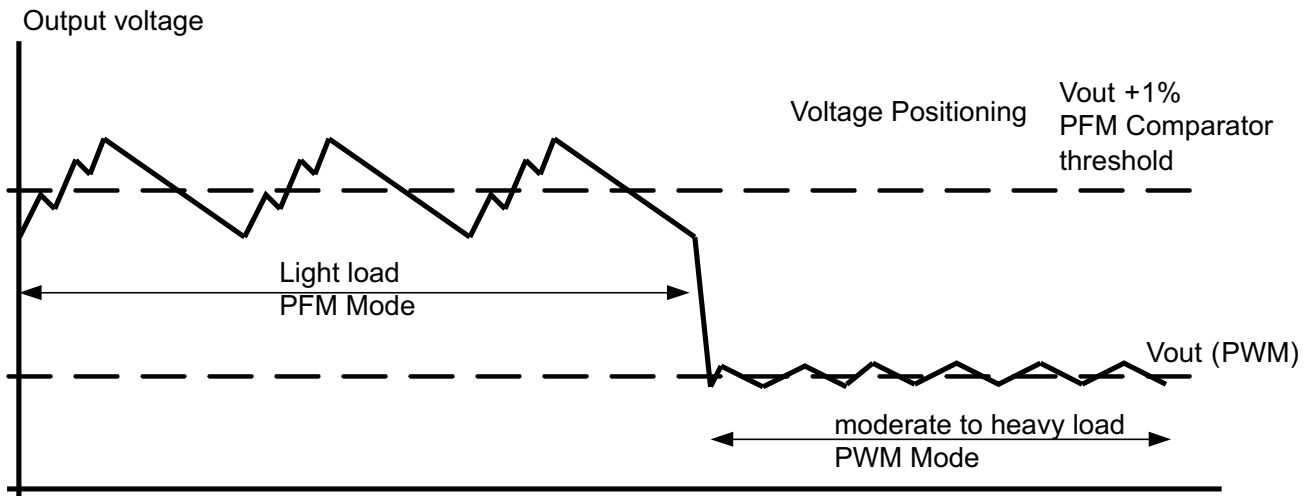 Output voltage
Voltage Positioning
Vout +1%
PFM Comparator
threshold
Light load
PFM Mode
Vout (PWM)
moderate to heavy load
PWM Mode